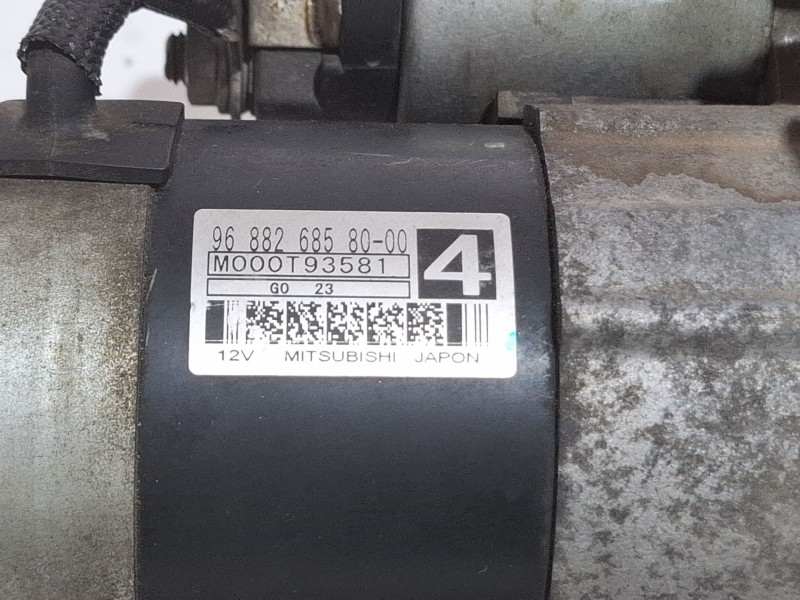 96 882 685 80-00
M000T93581
4
G0 23
12V MITSUBISHI JAPON